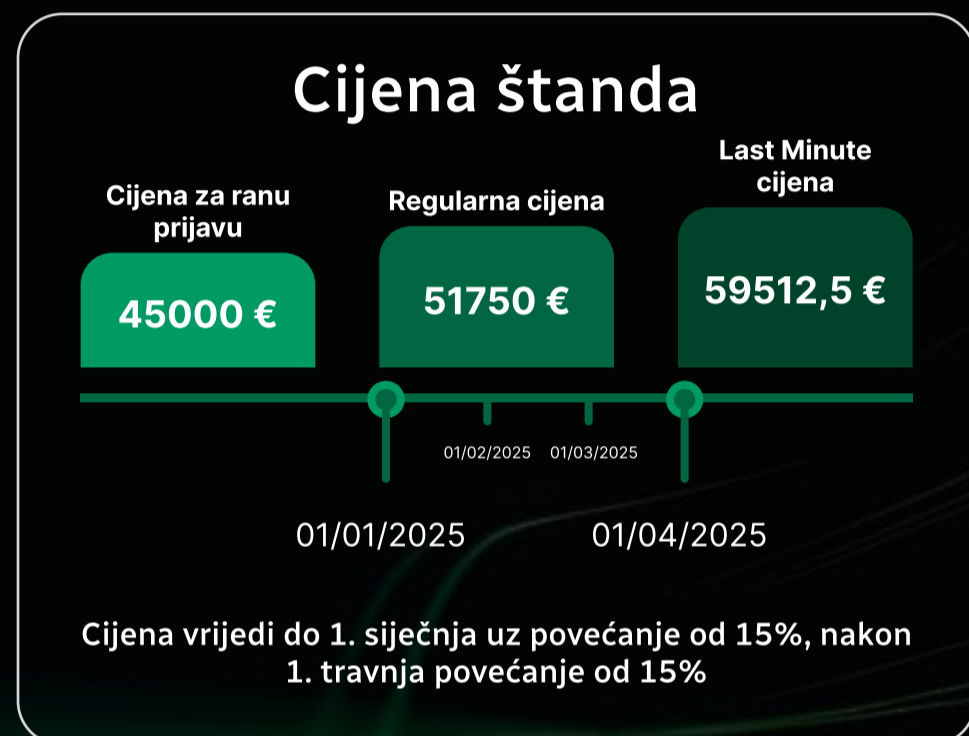 Cijena štanda
Cijena za ranu
prijavu
45000 €
Regularna cijena
51750 €
Last Minute
cijena
59512,5 €
01/02/2025
01/03/2025
01/01/2025
01/04/2025
Cijena vrijedi do 1. siječnja uz povećanje od 15%, nakon
1. travnja povećanje od 15%